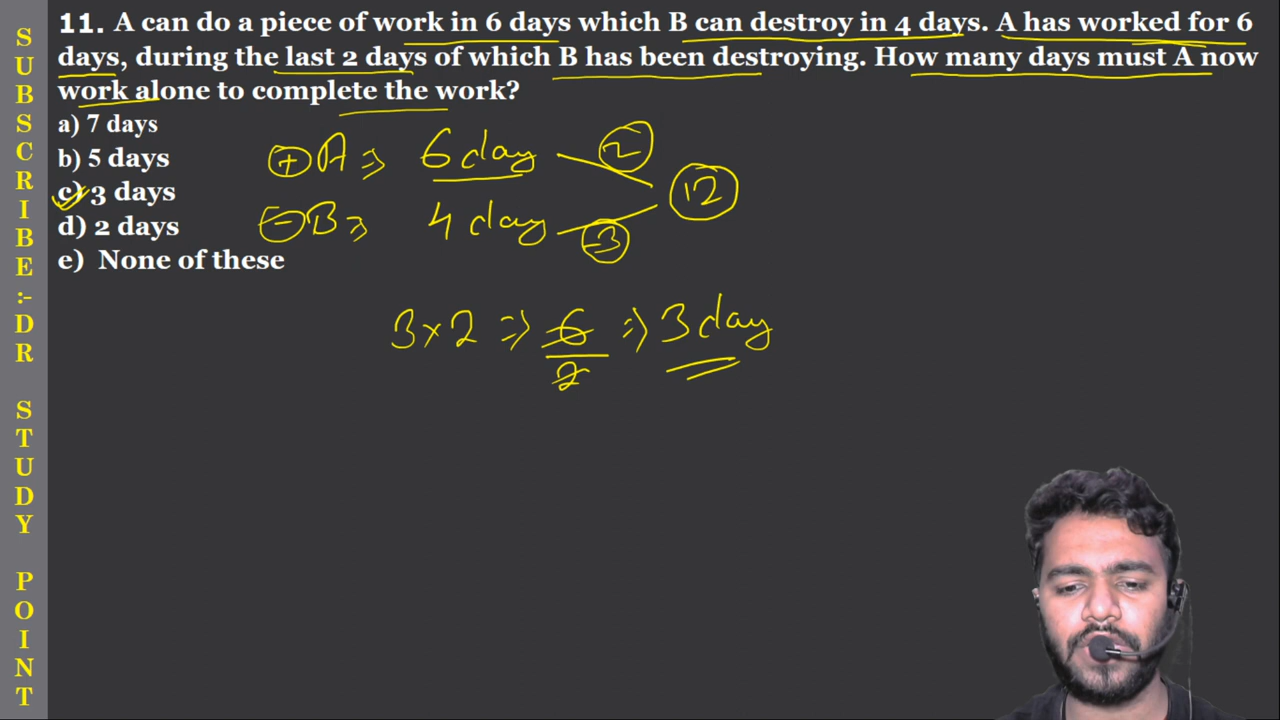 SUBSCRIBE:-DR STUDY POINT
11. A can do a piece of work in 6 days which B can destroy in 4 days. A has worked for 6
days, during the last 2 days of which B has been destroying. How many days must A now
work alone to complete the work?
a) 7 days
b) 5 days
c) 3 days
d) 2 days
e) None of these
+ A ⇒ 6 day 2
12
- B ⇒ 4 day -3
3×2 ⇒ 6/2 ⇒ 3 day